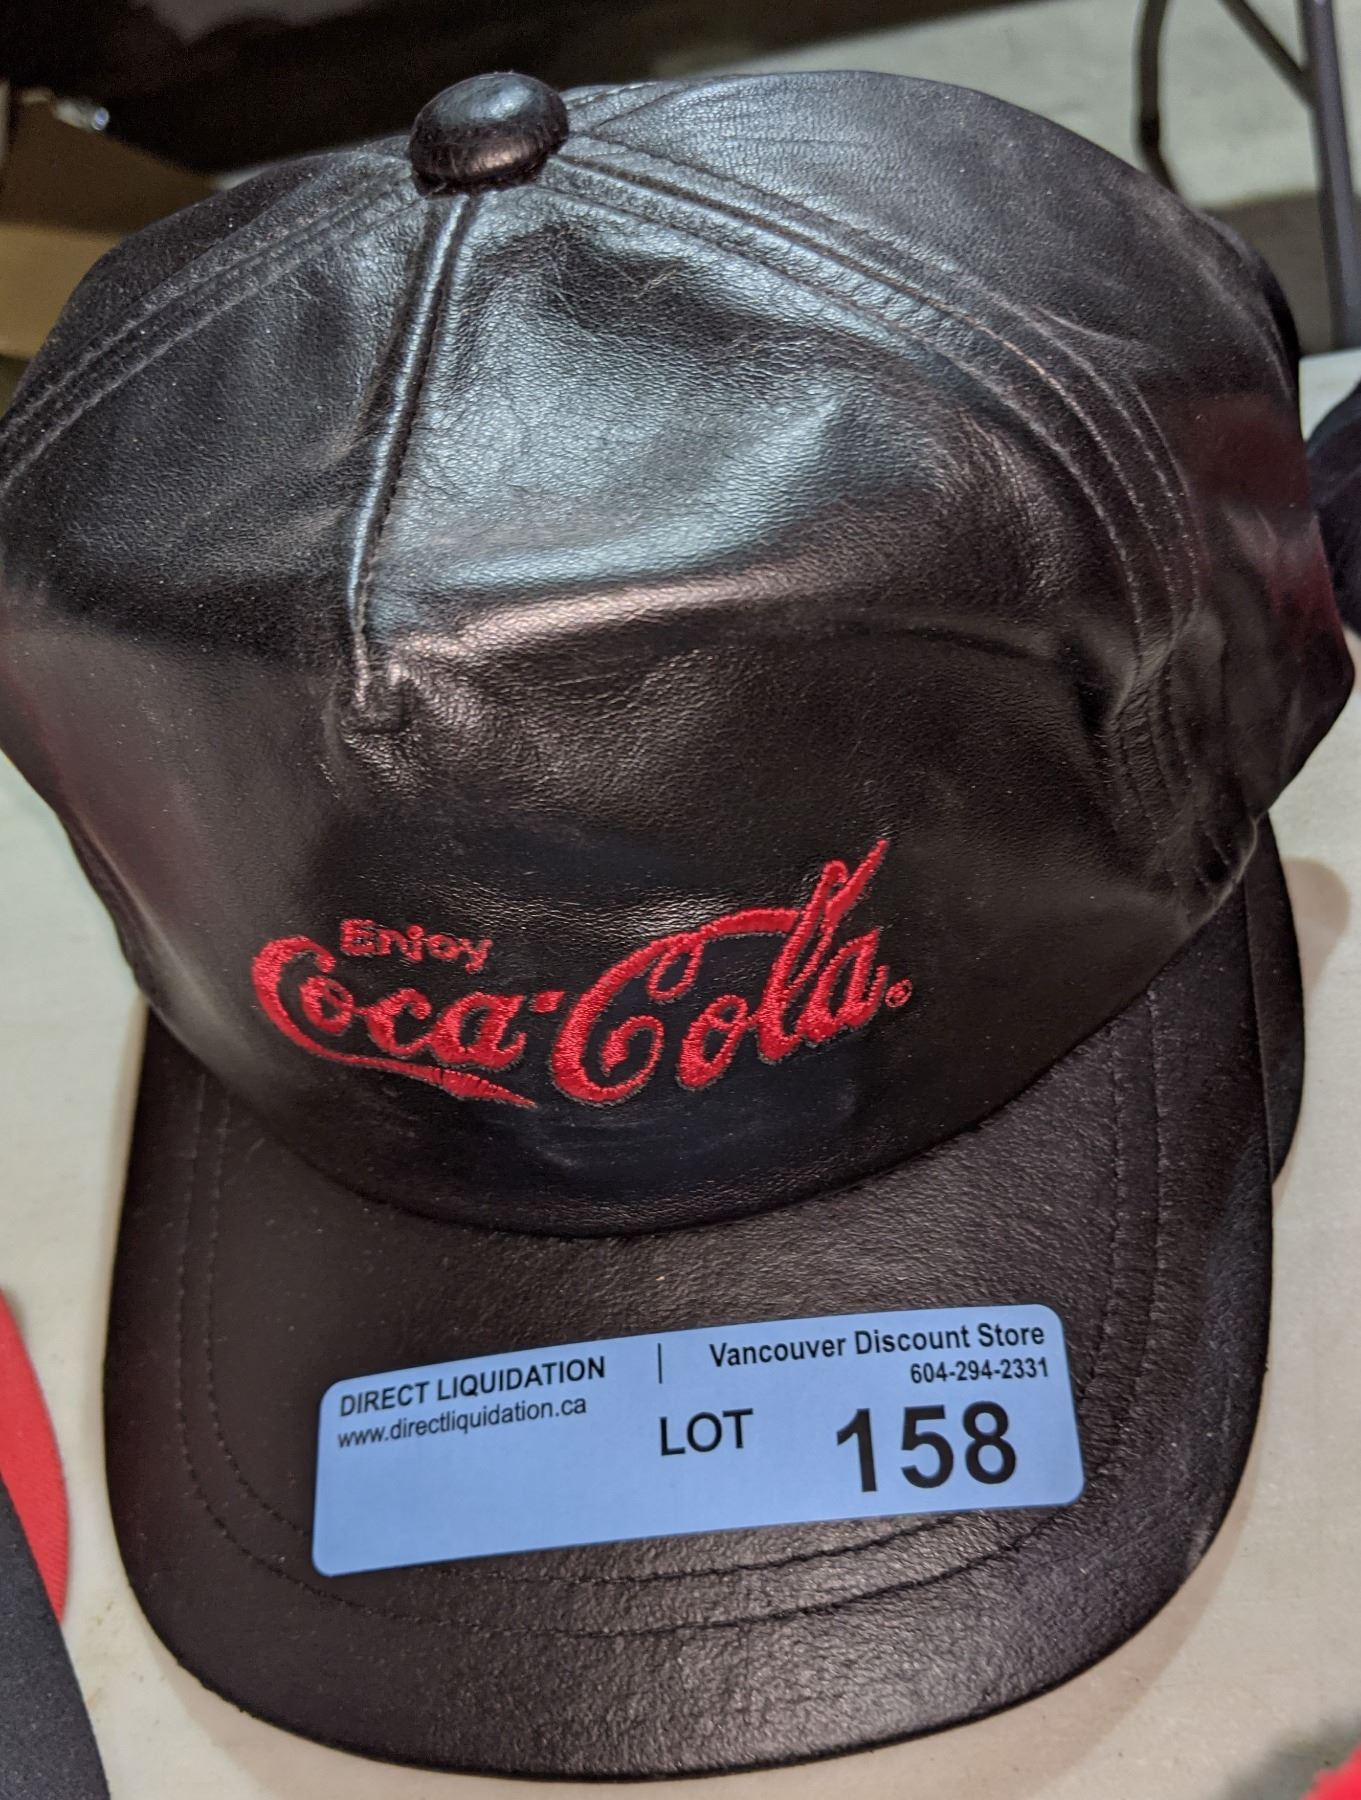 Enjoy
Coca-Cola®
DIRECT LIQUIDATION | Vancouver Discount Store
www.directliquidation.ca 604-294-2331
LOT 158